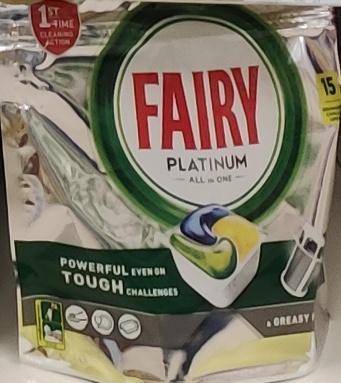 1ST
TIME
CLEANING
ACTION
15
FAIRY
PLATINUM
ALL IN ONE
POWERFUL EVEN ON
TOUGH CHALLENGES
& GREASY